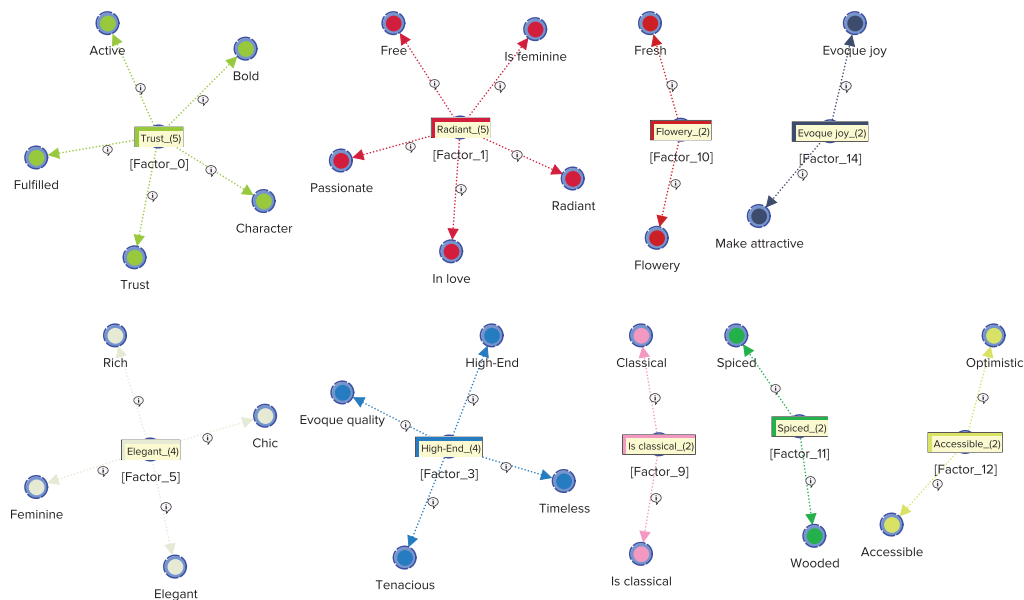 Active
Bold
Trust_(5)
[Factor_0]
Fulfilled
Character
Trust
Free
Is feminine
Radiant_(5)
[Factor_1]
Passionate
Radiant
In love
Fresh
Flowery_(2)
[Factor_10]
Flowery
Evoque joy
Evoque joy_(2)
[Factor_14]
Make attractive
Rich
Chic
Elegant_(4)
[Factor_5]
Feminine
Elegant
High-End
Evoque quality
High-End_(4)
[Factor_3]
Timeless
Tenacious
Classical
Is classical_(2)
[Factor_9]
Is classical
Spiced
Spiced_(2)
[Factor_11]
Wooded
Optimistic
Accessible_(2)
[Factor_12]
Accessible